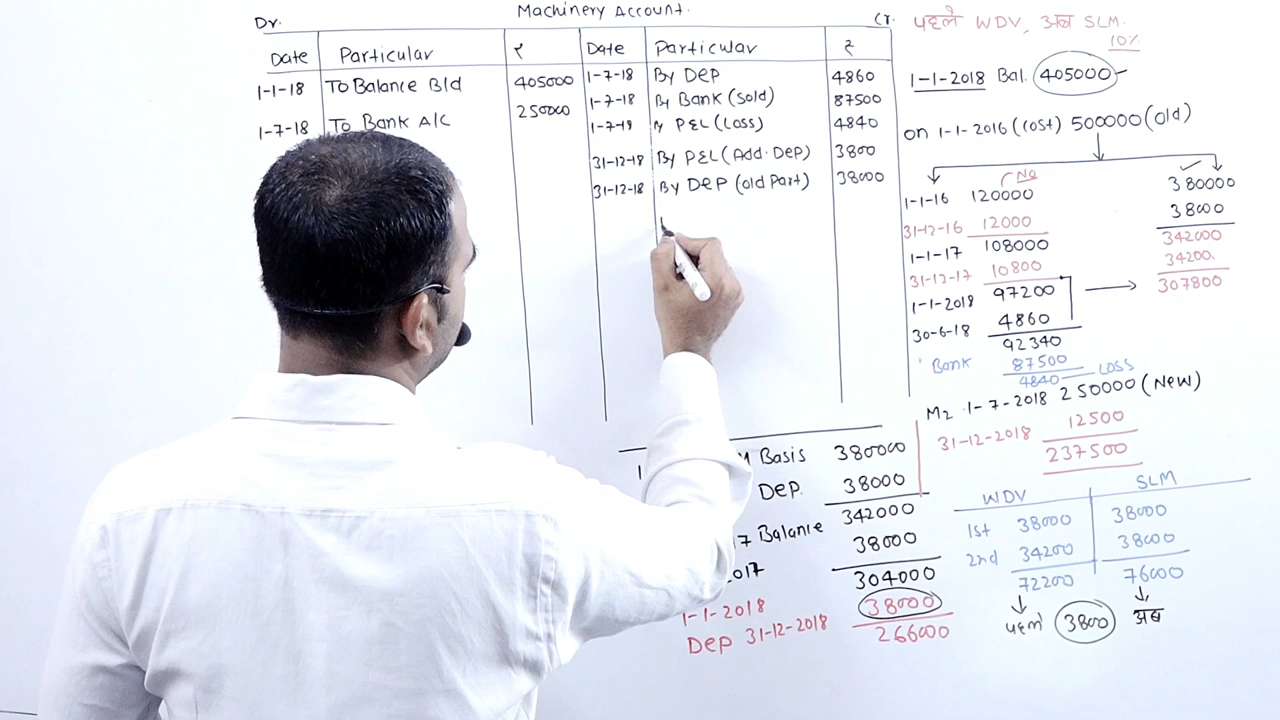 Machinery Account.
Dr. Cr.
Date Particular ₹ Date Particular ₹
1-1-18 To Balance B/d 405000 1-7-18 By Dep 4860
1-7-18 To Bank A/c 250000 1-7-18 By Bank (Sold) 87500
1-7-18 By P&L (Loss) 4840
31-12-18 By P&L (Add. Dep) 3800
31-12-18 By Dep (old Part) 38000
पहले WDV, अब SLM.
10%
1-1-2018 Bal. 405000
on 1-1-2016 (Cost) 500000 (old)
No
1-1-16 120000 380000
31-12-16 12000 38000
1-1-17 108000 342000
31-12-17 10800 34200
1-1-2018 97200 307800
30-6-18 4860
92340
Bank 87500
4840 Loss
M2 1-7-2018 250000 (New)
31-12-2018 12500
237500
Basis 380000
Dep. 38000
7 Balance 342000
38000
2017 304000
1-1-2018 38000
Dep 31-12-2018 266000
WDV SLM
1st 38000 38000
2nd 34200 38000
72200 76000
पहले 3800 अब